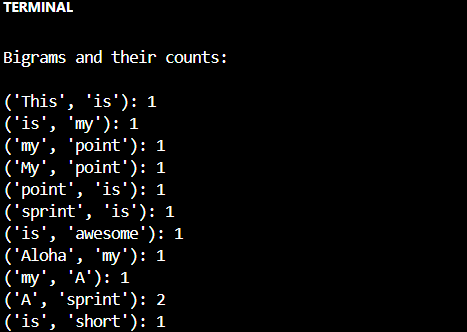 TERMINAL
Bigrams and their counts:
('This', 'is'): 1
('is', 'my'): 1
('my', 'point'): 1
('My', 'point'): 1
('point', 'is'): 1
('sprint', 'is'): 1
('is', 'awesome'): 1
('Aloha', 'my'): 1
('my', 'A'): 1
('A', 'sprint'): 2
('is', 'short'): 1